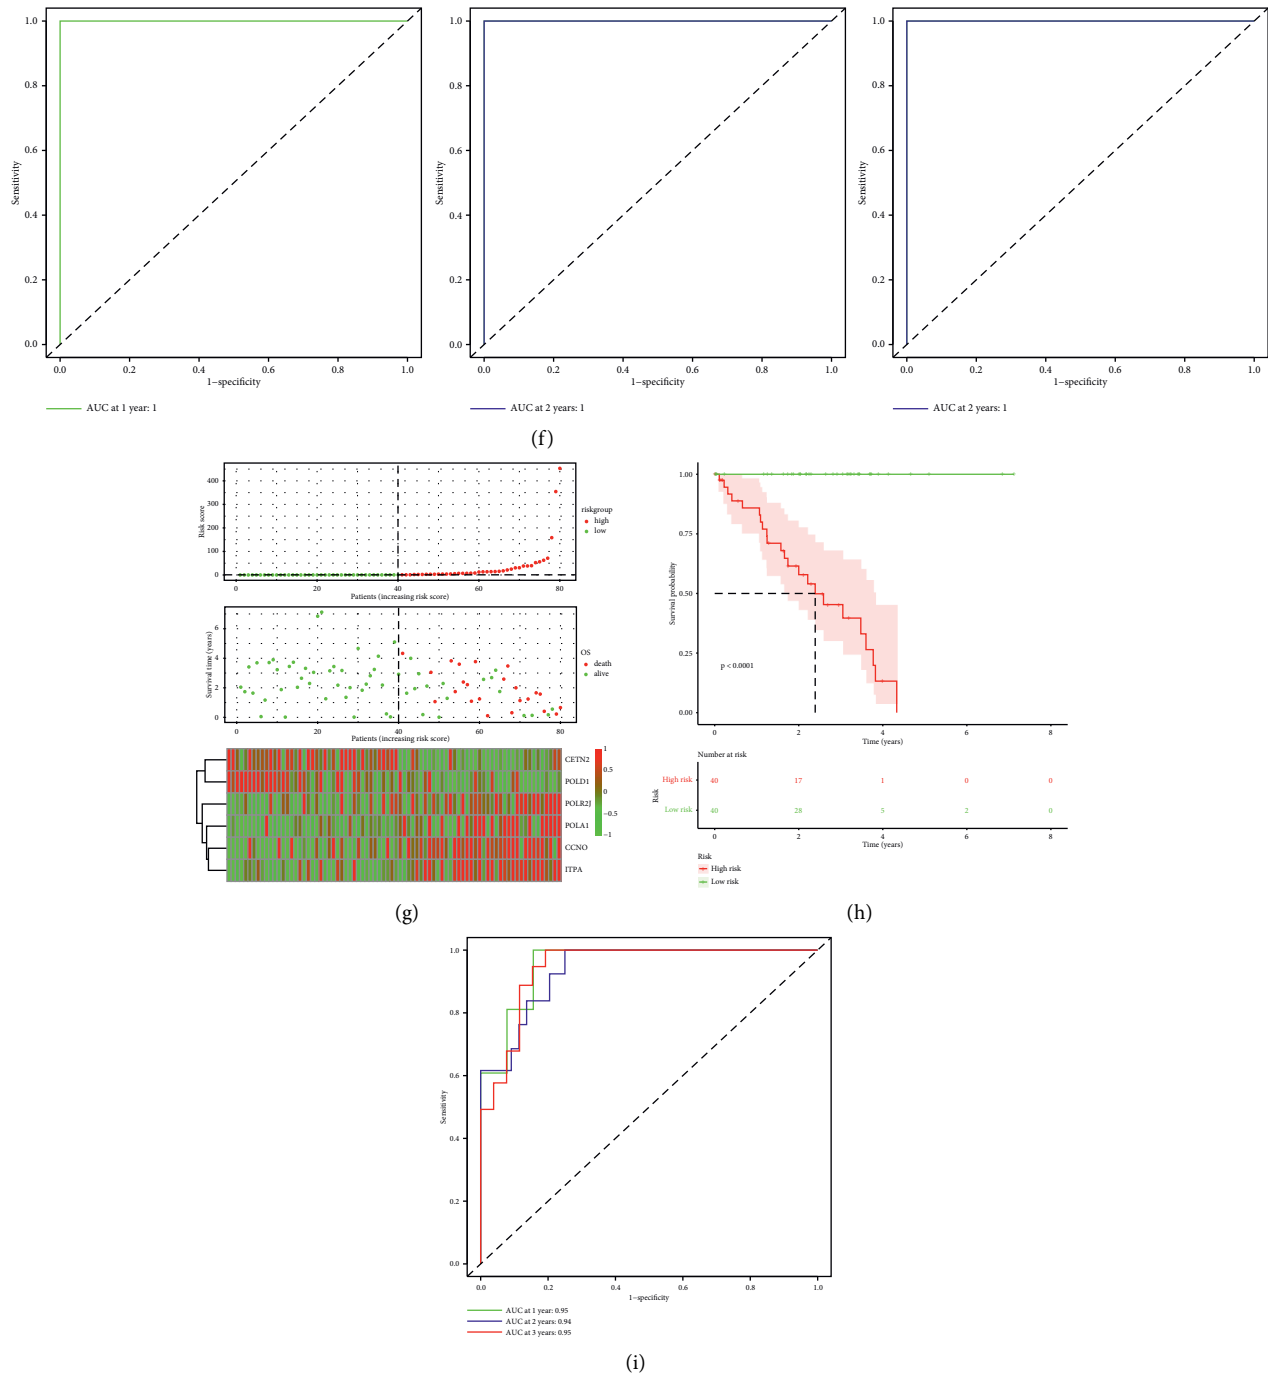 1.0
0.8
0.6
0.4
0.2
0.0
Sensitivity
0.0 0.2 0.4 0.6 0.8 1.0
1−specificity
AUC at 1 year: 1
1.0
0.8
0.6
0.4
0.2
0.0
Sensitivity
0.0 0.2 0.4 0.6 0.8 1.0
1−specificity
AUC at 2 years: 1
1.0
0.8
0.6
0.4
0.2
0.0
Sensitivity
0.0 0.2 0.4 0.6 0.8 1.0
1−specificity
AUC at 2 years: 1
(f)
400
300
200
100
0
Risk score
0 20 40 60 80
Patients (increasing risk score)
riskgroup
high
low
6
4
2
0
Survival time (years)
0 20 40 60 80
Patients (increasing risk score)
OS
death
alive
CETN2
POLD1
POLR2J
POLA1
CCNO
ITPA
1
0.5
0
−0.5
−1
(g)
1.00
0.75
0.50
0.25
0.00
Survival probability
p < 0.0001
0 2 4 6 8
Time (years)
Number at risk
Risk
High risk 40 17 1 0 0
Low risk 40 28 5 2 0
0 2 4 6 8
Time (years)
Risk
High risk
Low risk
(h)
1.0
0.8
0.6
0.4
0.2
0.0
Sensitivity
0.0 0.2 0.4 0.6 0.8 1.0
1−specificity
AUC at 1 year: 0.95
AUC at 2 years: 0.94
AUC at 3 years: 0.95
(i)